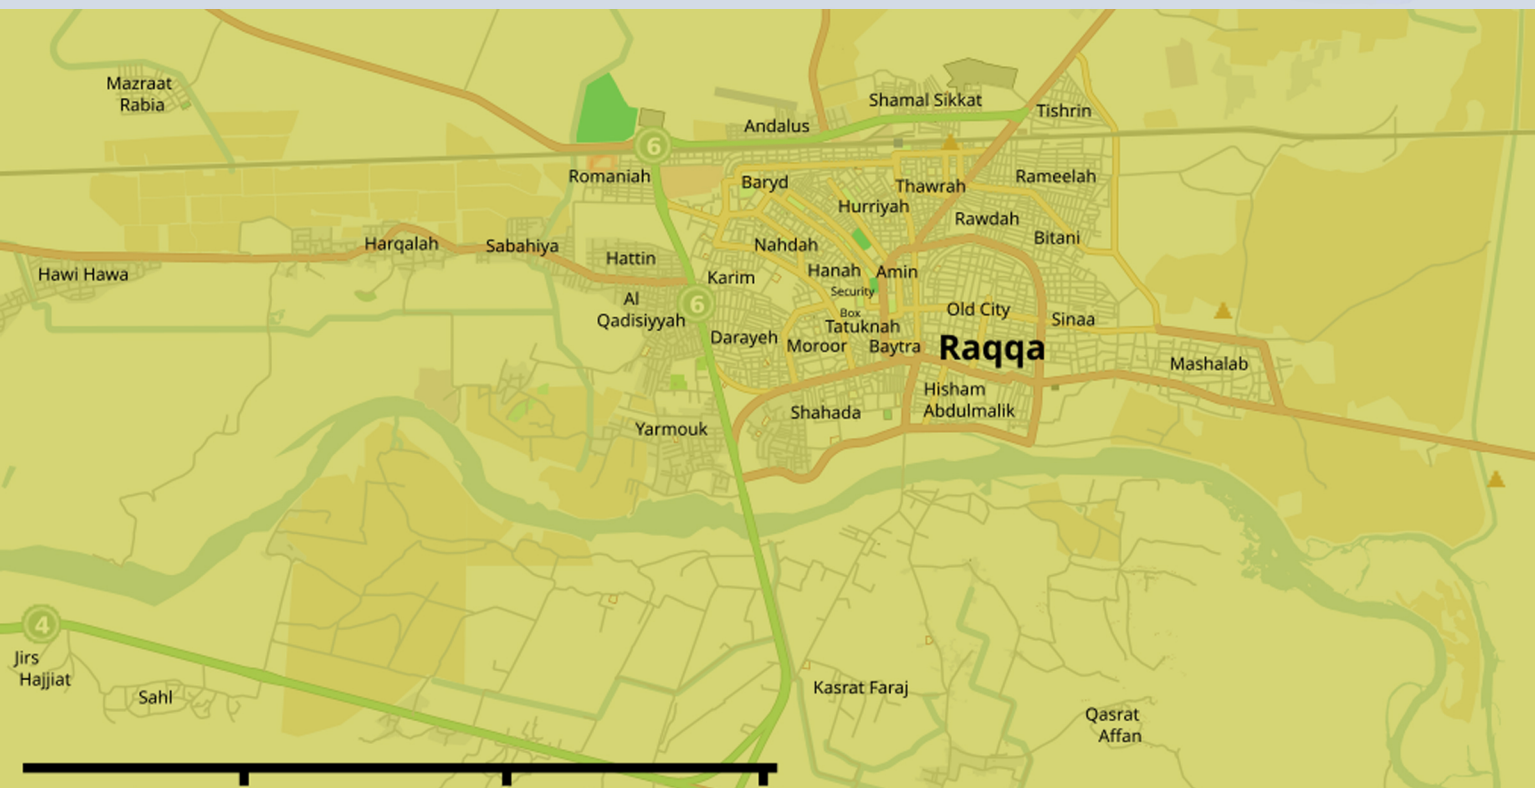 Mazraat
Rabia
Shamal Sikkat
Tishrin
Andalus
6
Romaniah
Baryd
Thawrah
Rameelah
Hurriyah
Rawdah
Bitani
Harqalah
Sabahiya
Nahdah
Hattin
Hawi Hawa
Karim
Hanah
Amin
Security
Box
Al
Qadisiyyah
6
Old City
Sinaa
Tatuknah
Darayeh
Moroor
Baytra
Raqqa
Mashalab
Hisham
Abdulmalik
Shahada
Yarmouk
4
Jirs
Hajjiat
Sahl
Kasrat Faraj
Qasrat
Affan